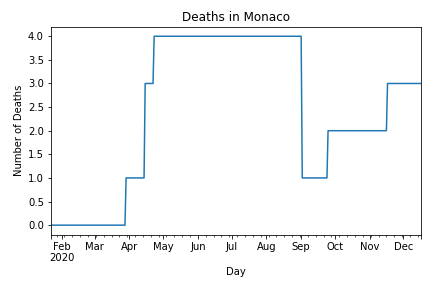 Deaths in Monaco
Number of Deaths
4.0
3.5
3.0
2.5
2.0
1.5
1.0
0.5
0.0
Feb Mar Apr May Jun Jul Aug Sep Oct Nov Dec
2020
Day